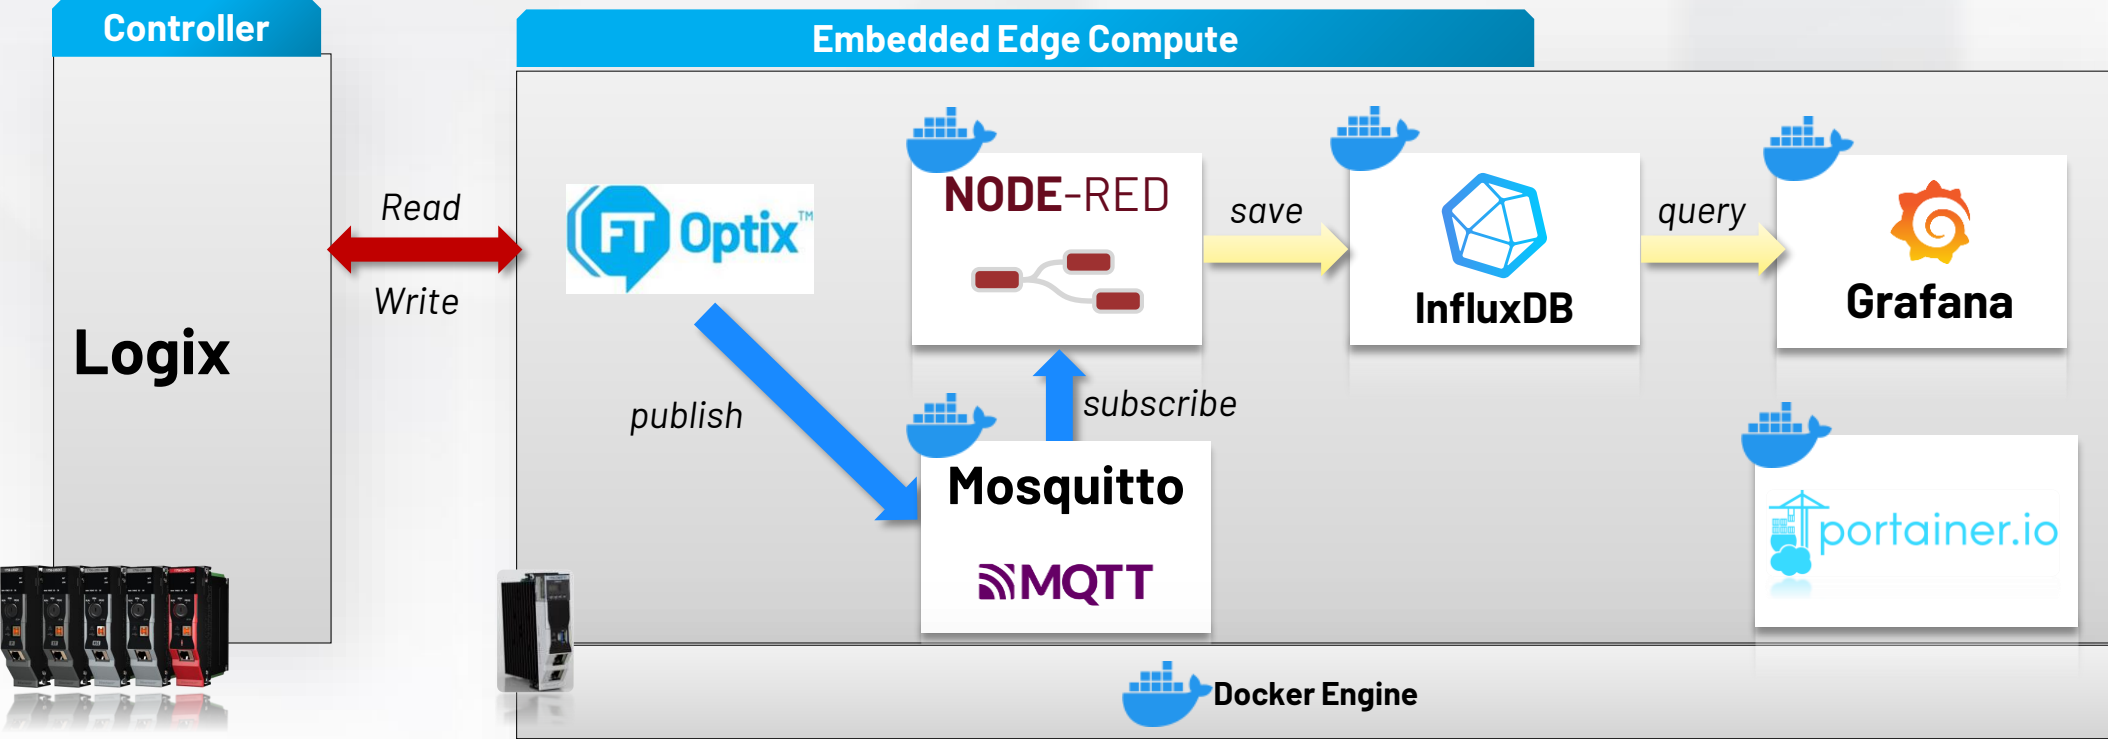 Controller
Embedded Edge Compute
Logix
Read
Write
FT Optix™
publish
NODE-RED
subscribe
Mosquitto
MQTT
save
InfluxDB
query
Grafana
portainer.io
Docker Engine